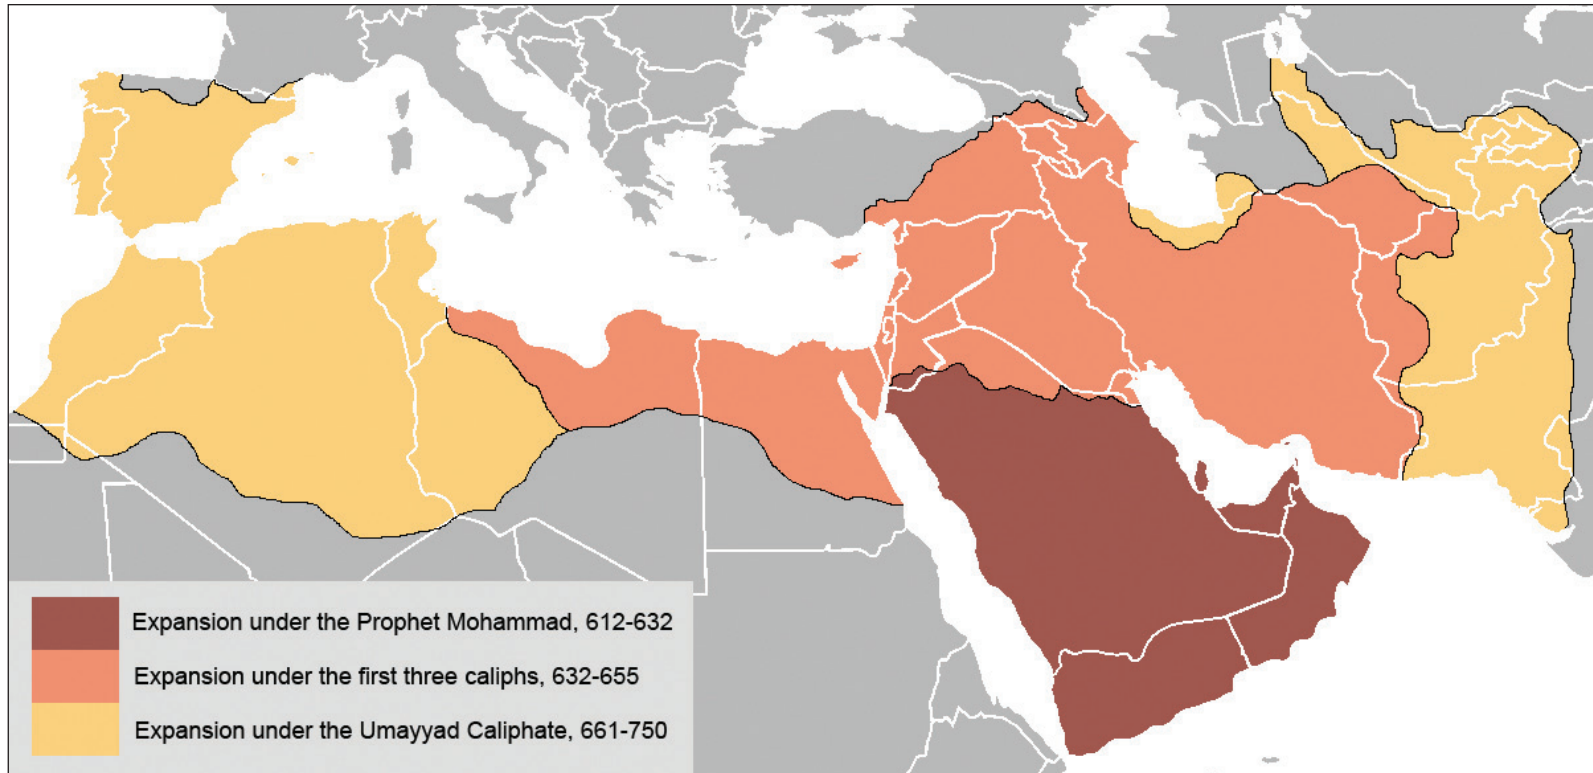 Expansion under the Prophet Mohammad, 612-632
Expansion under the first three caliphs, 632-655
Expansion under the Umayyad Caliphate, 661-750